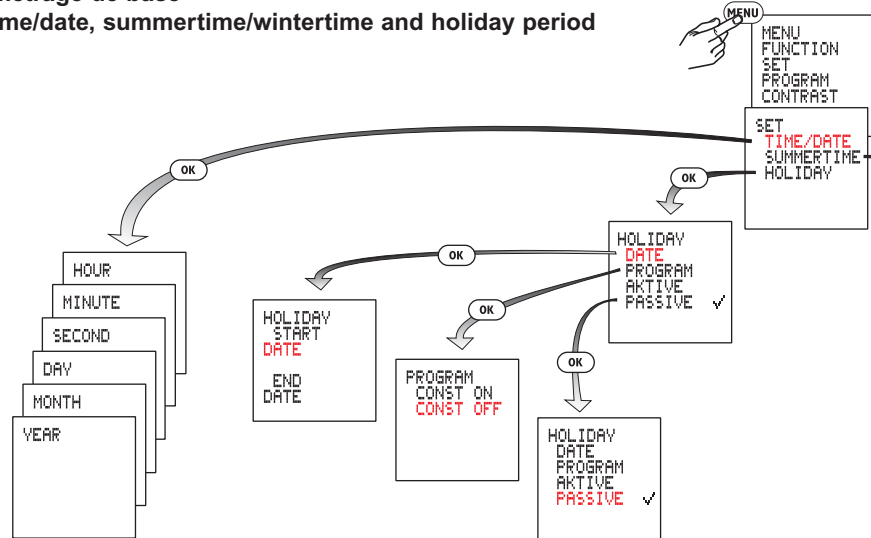 me/date, summertime/wintertime and holiday period
MENU
MENU
FUNCTION
SET
PROGRAM
CONTRAST
SET
TIME/DATE
SUMMERTIME
HOLIDAY
OK
OK
HOLIDAY
DATE
PROGRAM
AKTIVE
PASSIVE ✓
OK
OK
OK
HOUR
MINUTE
SECOND
DAY
MONTH
YEAR
HOLIDAY
START
DATE
END
DATE
PROGRAM
CONST ON
CONST OFF
HOLIDAY
DATE
PROGRAM
AKTIVE
PASSIVE ✓